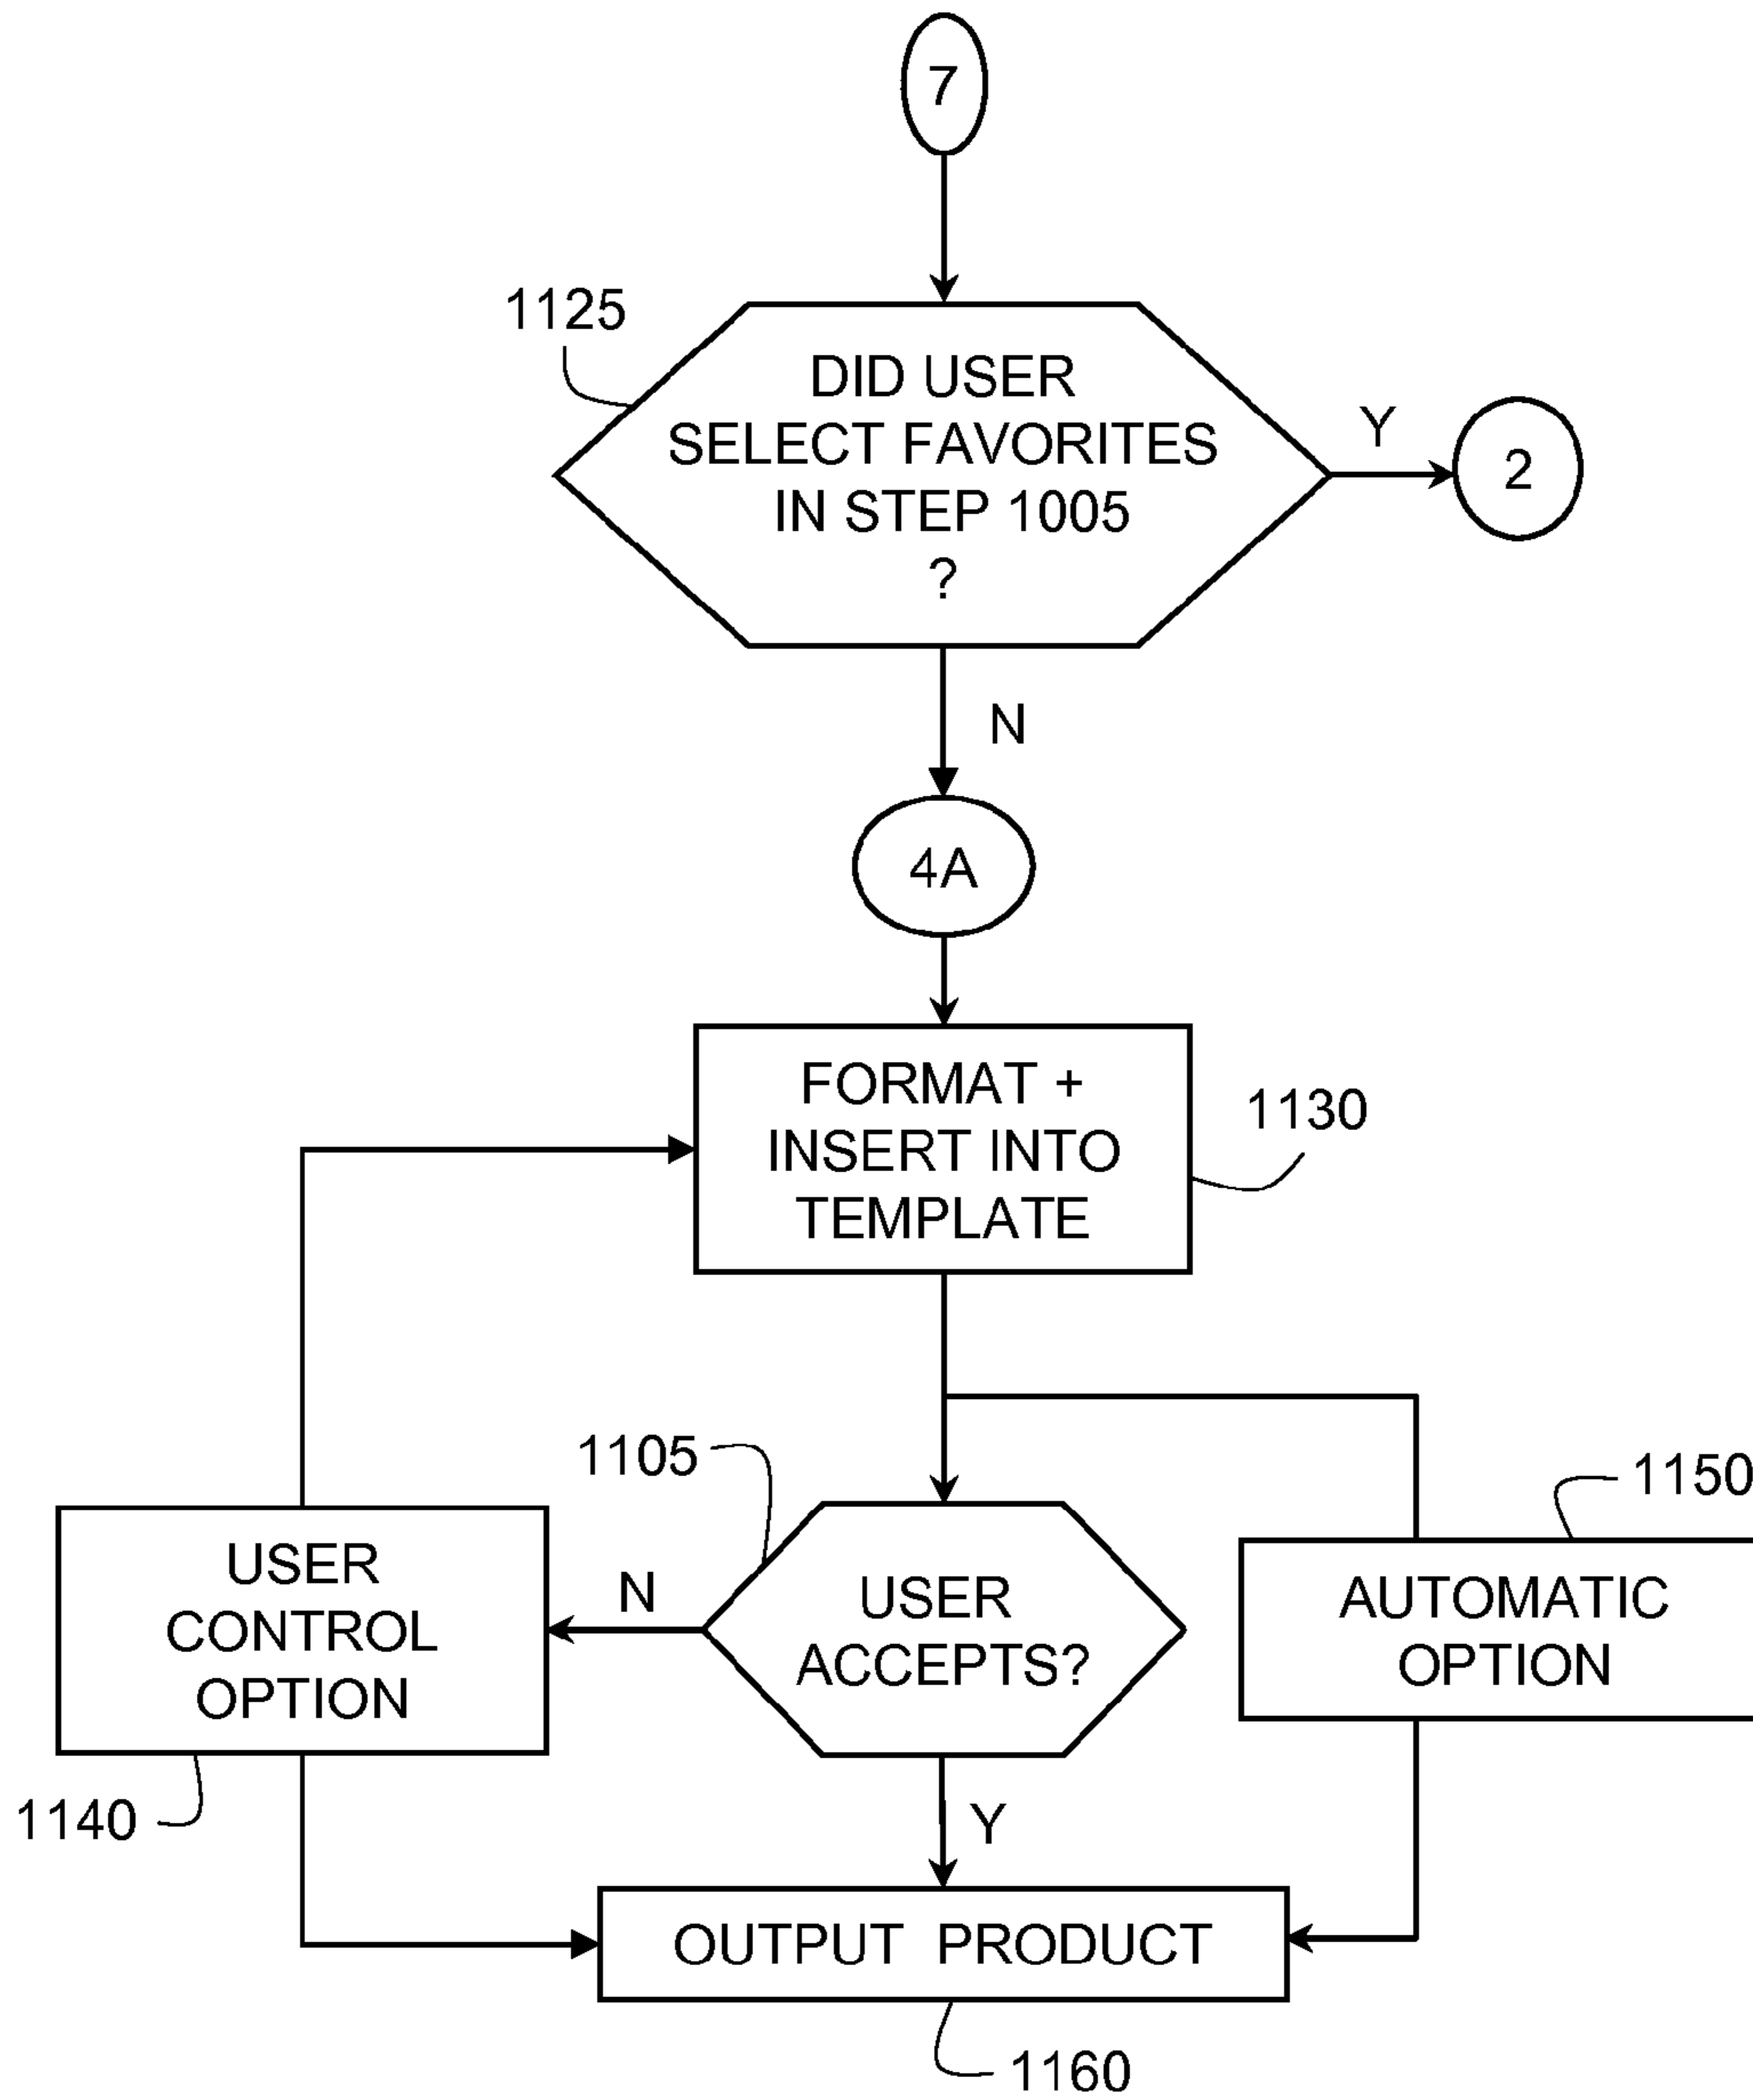 7
1125
DID USER
SELECT FAVORITES
IN STEP 1005
?
Y
2
N
4A
FORMAT +
INSERT INTO
TEMPLATE
1130
1105
1150
USER
CONTROL
OPTION
N
USER
ACCEPTS?
AUTOMATIC
OPTION
1140
Y
OUTPUT PRODUCT
1160